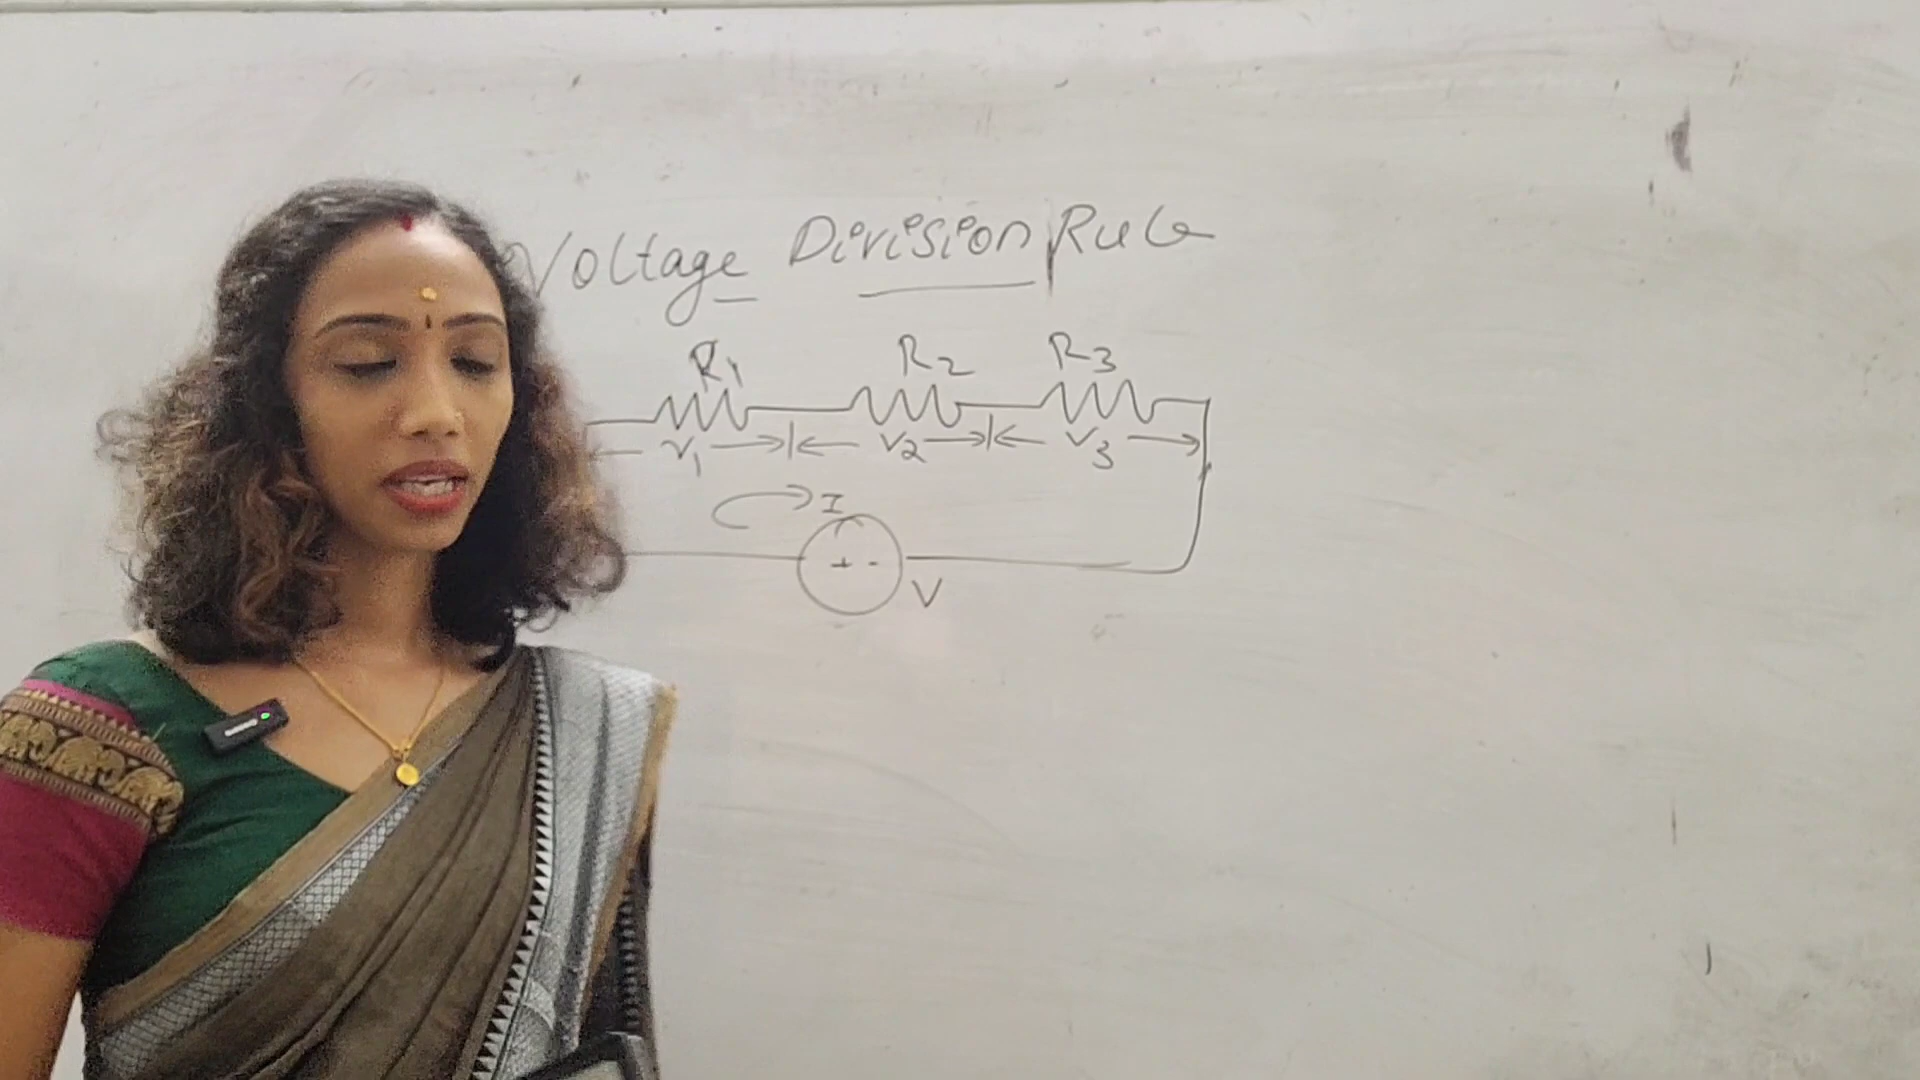 Voltage Division Rule
R1 R2 R3
V1 V2 V3
I
+ -
V